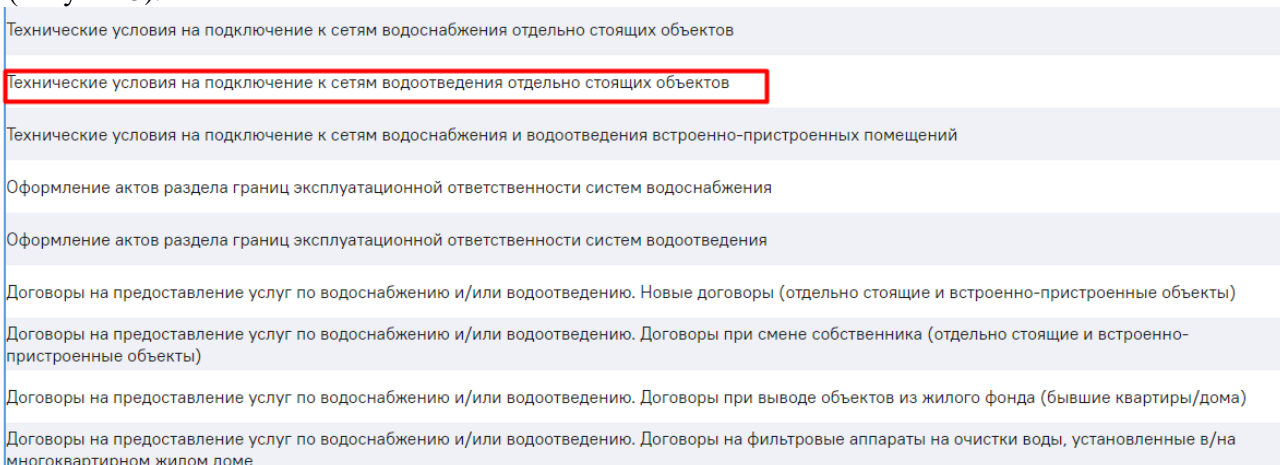 Технические условия на подключение к сетям водоснабжения отдельно стоящих объектов
Технические условия на подключение к сетям водоотведения отдельно стоящих объектов
Технические условия на подключение к сетям водоснабжения и водоотведения встроенно-пристроенных помещений
Оформление актов раздела границ эксплуатационной ответственности систем водоснабжения
Оформление актов раздела границ эксплуатационной ответственности систем водоотведения
Договоры на предоставление услуг по водоснабжению и/или водоотведению. Новые договоры (отдельно стоящие и встроенно-пристроенные объекты)
Договоры на предоставление услуг по водоснабжению и/или водоотведению. Договоры при смене собственника (отдельно стоящие и встроенно-
пристроенные объекты)
Договоры на предоставление услуг по водоснабжению и/или водоотведению. Договоры при выводе объектов из жилого фонда (бывшие квартиры/дома)
Договоры на предоставление услуг по водоснабжению и/или водоотведению. Договоры на фильтровые аппараты на очистки воды, установленные в/на
многоквартирном жилом доме